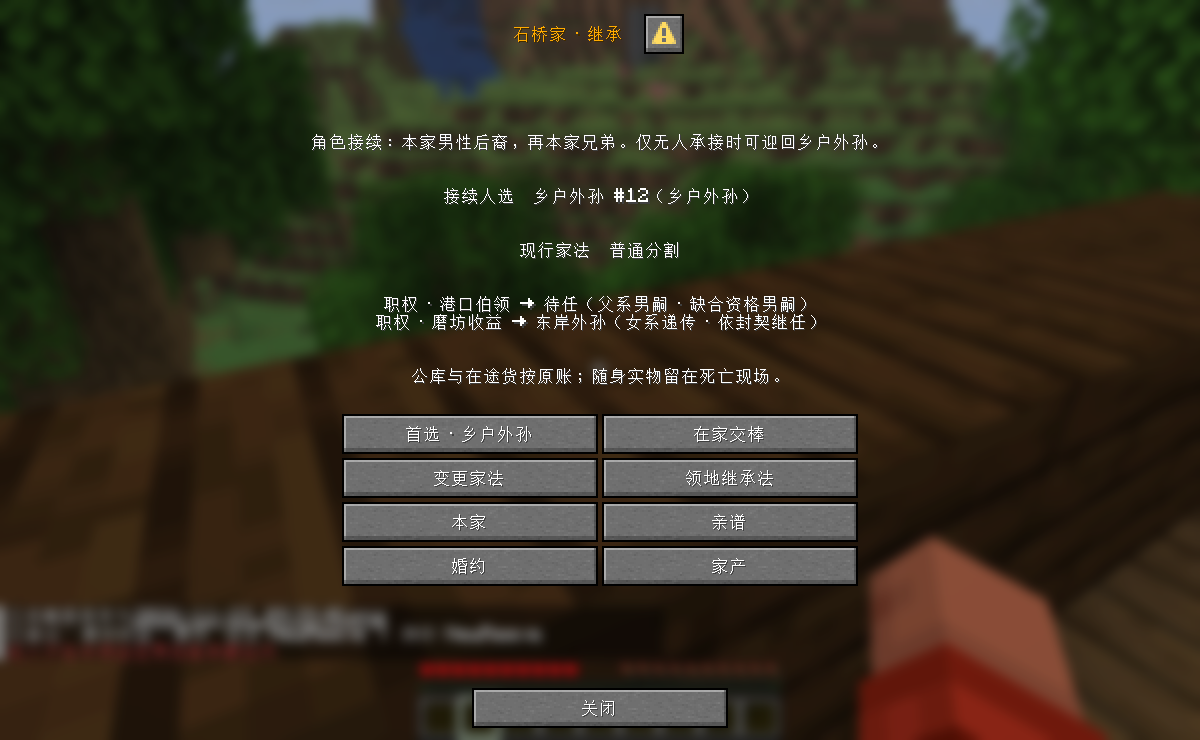 石桥家 · 继承
角色接续：本家男性后裔，再本家兄弟。仅无人承接时可迎回乡户外孙。
接续人选　乡户外孙 #12（乡户外孙）
现行家法　普通分割
职权 · 港口伯领 → 待任（父系男嗣 · 缺合资格男嗣）
职权 · 磨坊收益 → 东岸外孙（女系递传 · 依封契继任）
公库与在途货按原账；随身实物留在死亡现场。
首选 · 乡户外孙
在家交棒
变更家法
领地继承法
本家
亲谱
婚约
家产
关闭